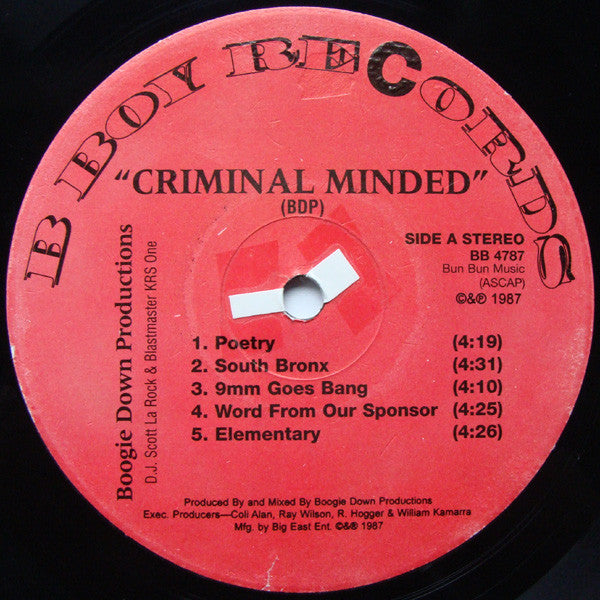 B BOY RECORDS
"CRIMINAL MINDED"
(BDP)
SIDE A STEREO
BB 4787
Bun Bun Music
(ASCAP)
©&℗ 1987
Boogie Down Productions
D.J. Scott La Rock & Blastmaster KRS One
1. Poetry (4:19)
2. South Bronx (4:31)
3. 9mm Goes Bang (4:10)
4. Word From Our Sponsor (4:25)
5. Elementary (4:26)
Produced By and Mixed By Boogie Down Productions
Exec. Producers—Coli Alan, Ray Wilson, R. Hogger & William Kamarra
Mfg. by Big East Ent. ©&℗ 1987